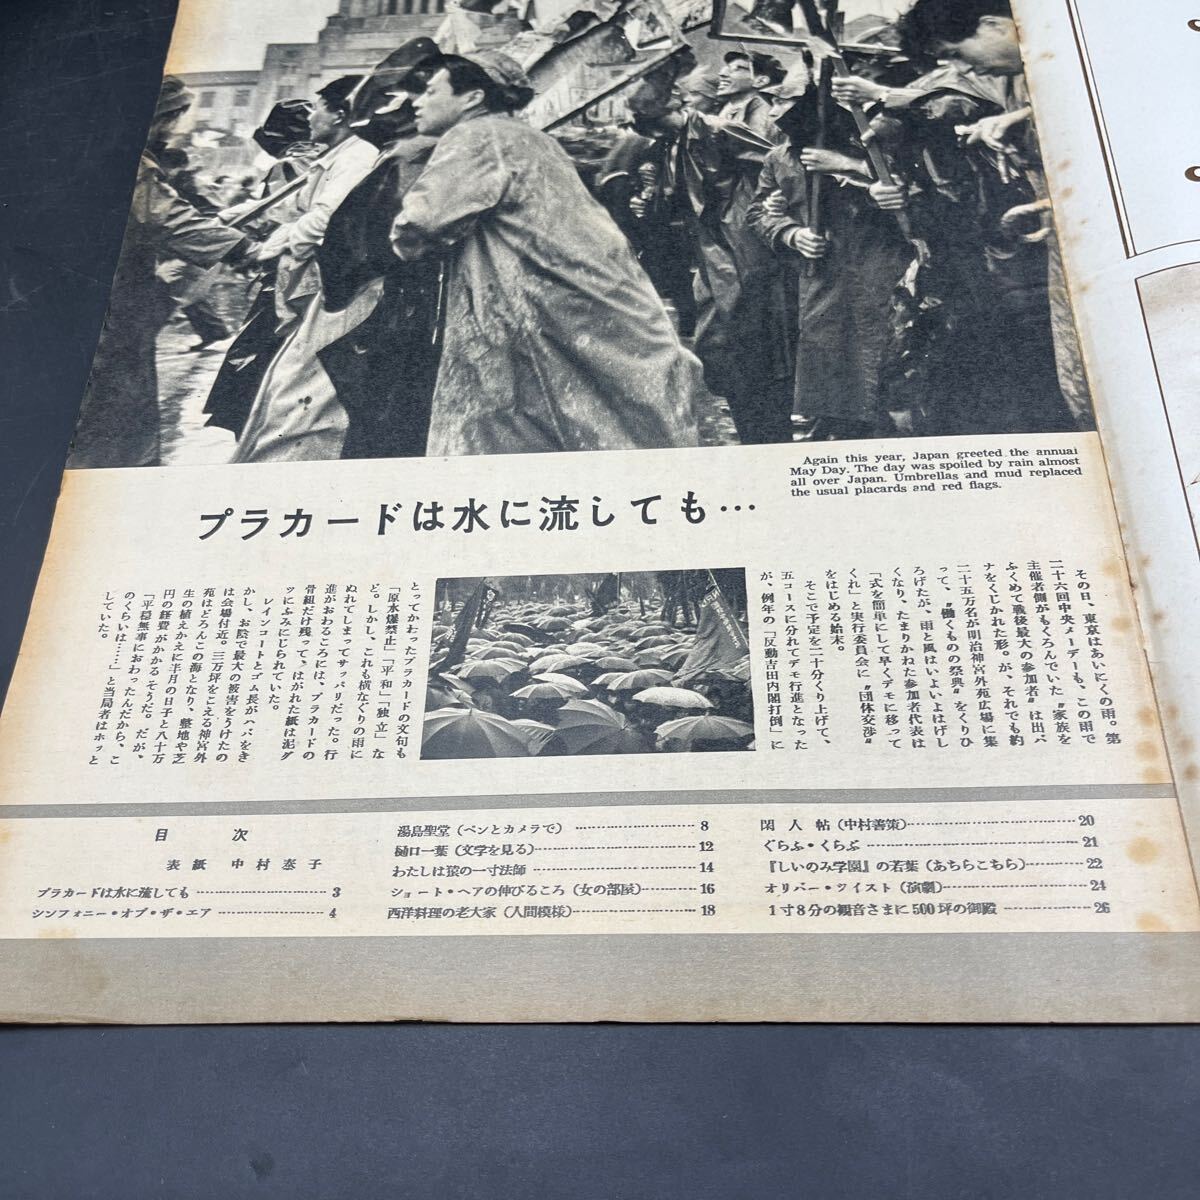 Again this year, Japan greeted the annual
May Day. The day was spoiled by rain almost
all over Japan. Umbrellas and mud replaced
the usual placards and red flags.
プラカードは水に流しても…
その日、東京はあいにくの雨。第
二十六回中央メーデーも、この雨で
主催者側がもくろんでいた〝家族を
ふくめて戦後最大の参加者〟は出バ
ナをくじかれた形。が、それでも約
二十五万名が明治神宮外苑広場に集
って、〝働くものの祭典〟をくりひ
ろげたが、雨と風はいよいよはげし
くなり、たまりかねた参加者代表は
「式を簡単にして早くデモに移って
くれ」と実行委員会に〝団体交渉〟
をはじめる始末。
そこで予定を二十分くり上げて、
五コースに分れてデモ行進となった
が、例年の「反動吉田内閣打倒」に
とってかわったプラカードの文句も
「原水爆禁止」「平和」「独立」な
ど。しかし、これも横なぐりの雨に
ぬれてしまってサッパリだった。行
進がおわるころには、プラカードの
骨組だけ残って、はがれた紙は泥グ
ツにふみにじられていた。
レインコートとゴム長がハバをき
かし、お陰で最大の被害をうけたの
は会場付近。三万坪をこえる神宮外
苑はどろんこの海となり、整地や芝
生の植えかえに半月の日子と八十万
円の経費がかかるそうだ。だが、
「平穏無事におわったんだから、こ
のくらいは……」と当局者はホッと
していた。
目 次
表紙 中村泰子
プラカードは水に流しても 3
シンフォニー・オブ・ザ・エア 4
湯島聖堂(ペンとカメラで) 8
樋口一葉(文学を見る) 12
わたしは猿の一寸法師 14
ショート・ヘアの伸びるころ(女の部屋) 16
西洋料理の老大家(人間模様) 18
閑人帖(中村善策) 20
ぐらふ・くらぶ 21
『しいのみ学園』の若葉(あちらこちら) 22
オリバー・ツイスト(演劇) 24
1寸8分の観音さまに500坪の御殿 26